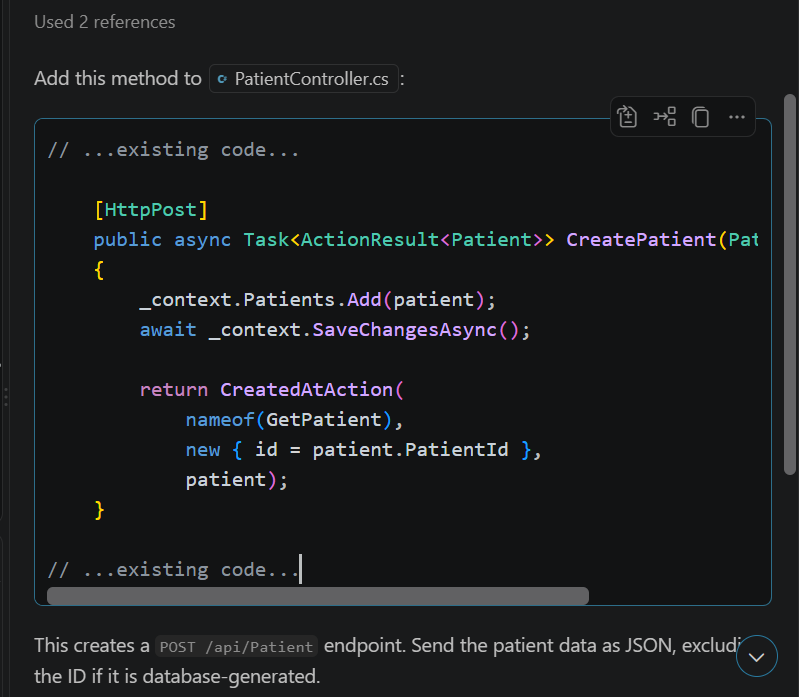 Used 2 references
Add this method to PatientController.cs:
// ...existing code...
[HttpPost]
public async Task<ActionResult<Patient>> CreatePatient(Pat
{
_context.Patients.Add(patient);
await _context.SaveChangesAsync();
return CreatedAtAction(
nameof(GetPatient),
new { id = patient.PatientId },
patient);
}
// ...existing code...
This creates a POST /api/Patient endpoint. Send the patient data as JSON,
the ID if it is database-generated.